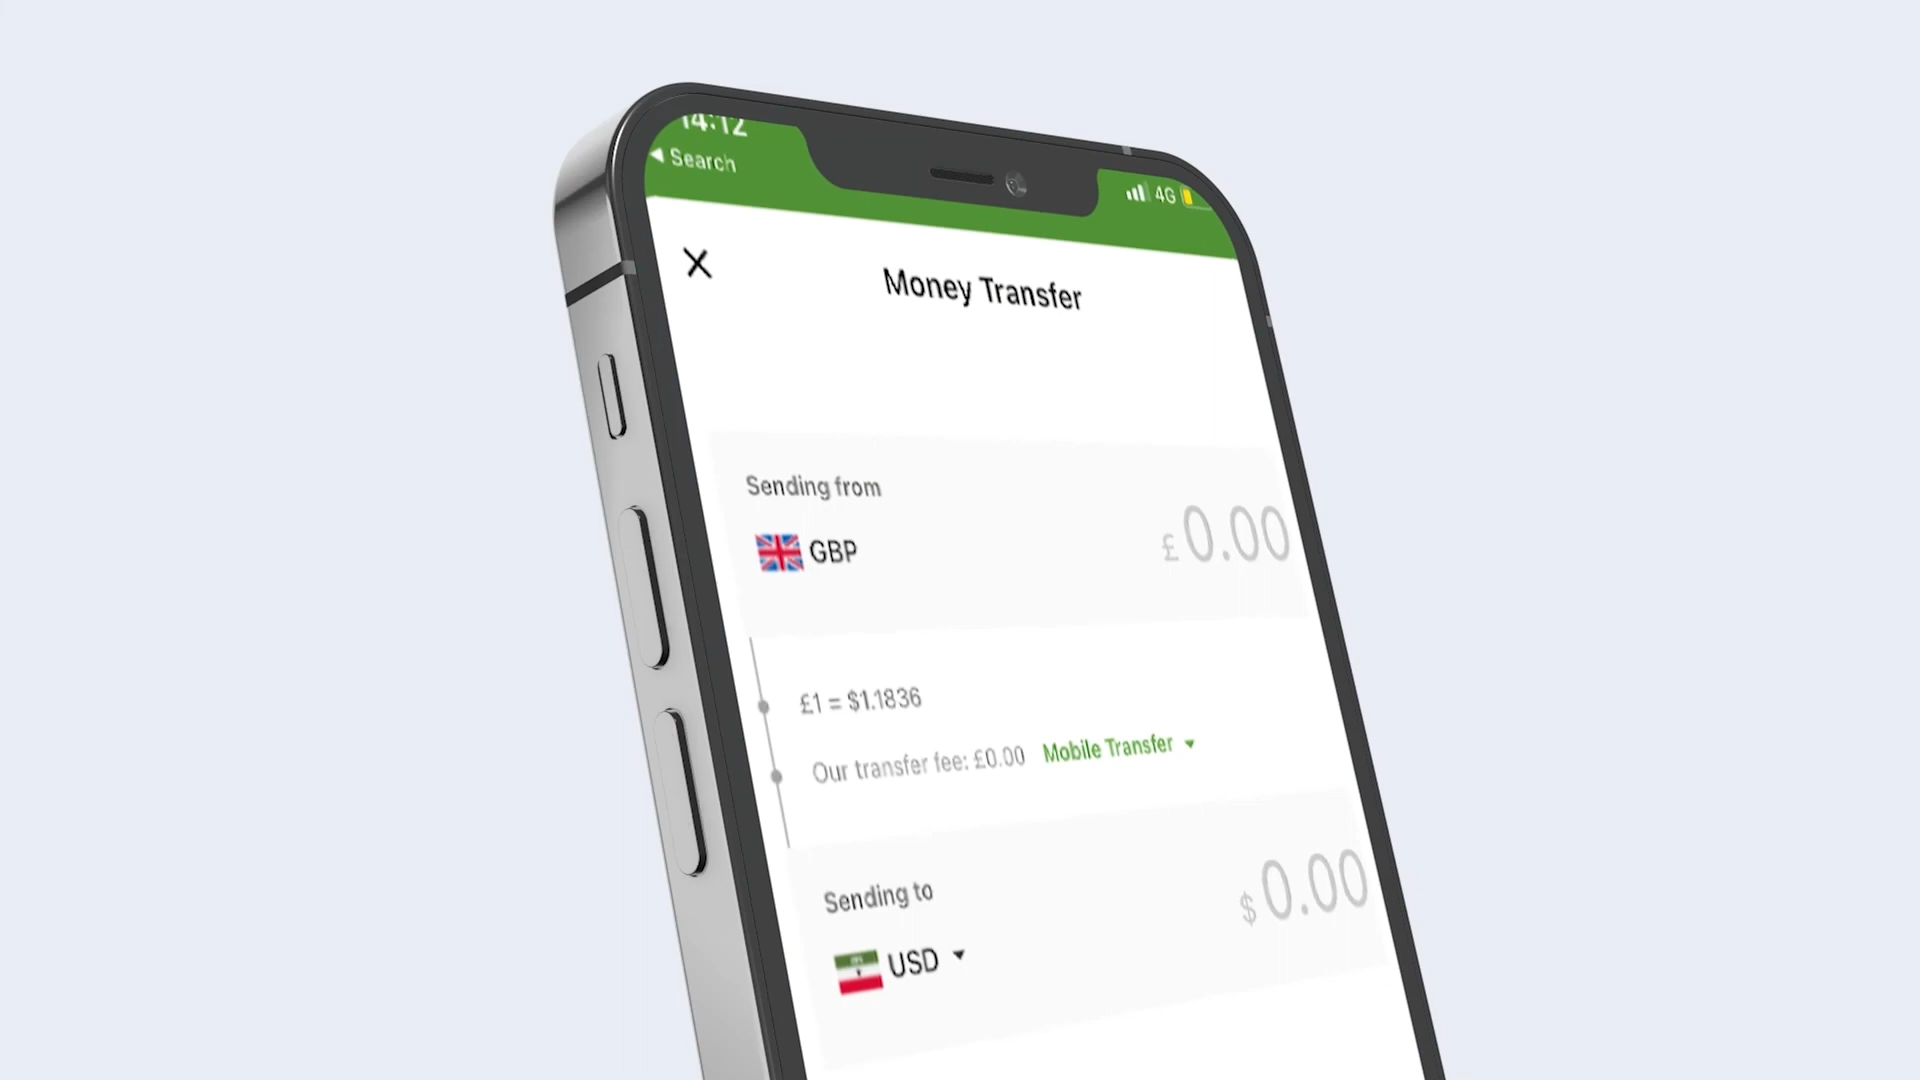 14:12
Search
4G
Money Transfer
Sending from
GBP
£0.00
£1 = $1.1836
Our transfer fee: £0.00 Mobile Transfer
Sending to
USD
$0.00